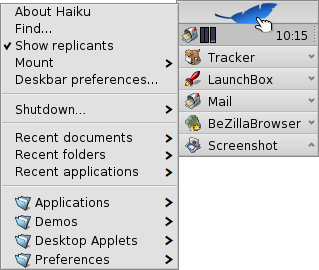 About Haiku
Find...
Show replicants
Mount
Deskbar preferences...
Shutdown...
Recent documents
Recent folders
Recent applications
Applications
Demos
Desktop Applets
Preferences
10:15
Tracker
LaunchBox
Mail
BeZillaBrowser
Screenshot